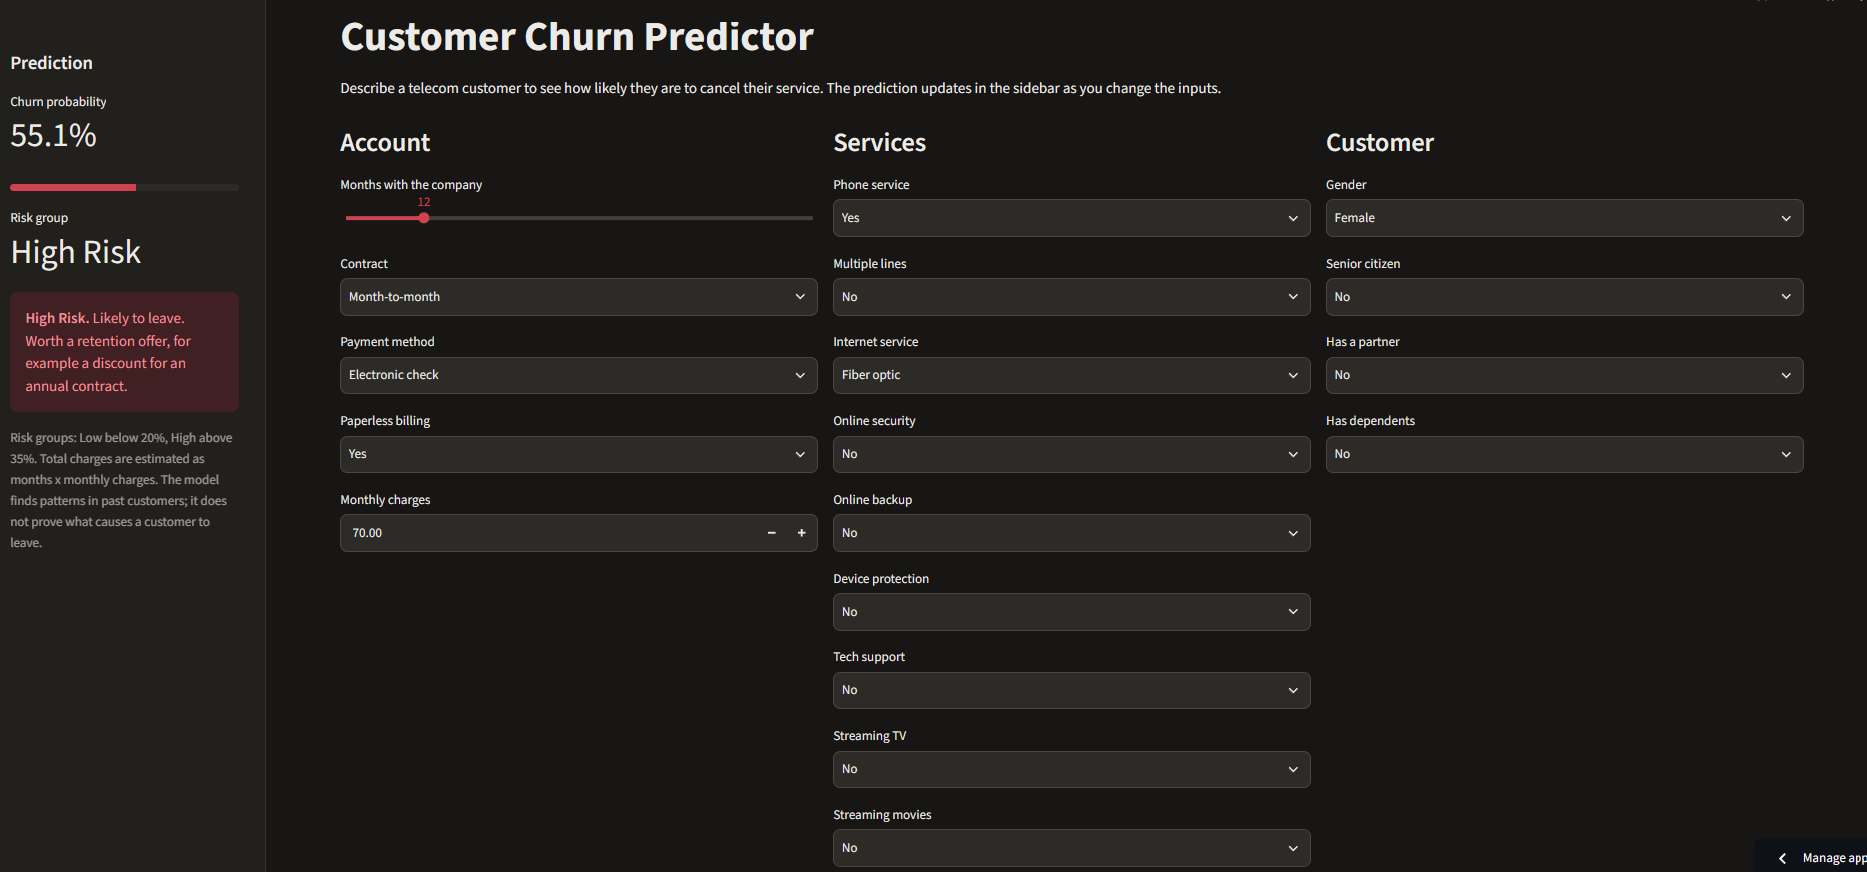 Prediction
Churn probability
55.1%
Risk group
High Risk
High Risk. Likely to leave.
Worth a retention offer, for
example a discount for an
annual contract.
Risk groups: Low below 20%, High above
35%. Total charges are estimated as
months x monthly charges. The model
finds patterns in past customers; it does
not prove what causes a customer to
leave.
Customer Churn Predictor
Describe a telecom customer to see how likely they are to cancel their service. The prediction updates in the sidebar as you change the inputs.
Account
Months with the company
12
Contract
Month-to-month
Payment method
Electronic check
Paperless billing
Yes
Monthly charges
70.00
Services
Phone service
Yes
Multiple lines
No
Internet service
Fiber optic
Online security
No
Online backup
No
Device protection
No
Tech support
No
Streaming TV
No
Streaming movies
No
Customer
Gender
Female
Senior citizen
No
Has a partner
No
Has dependents
No
Manage app